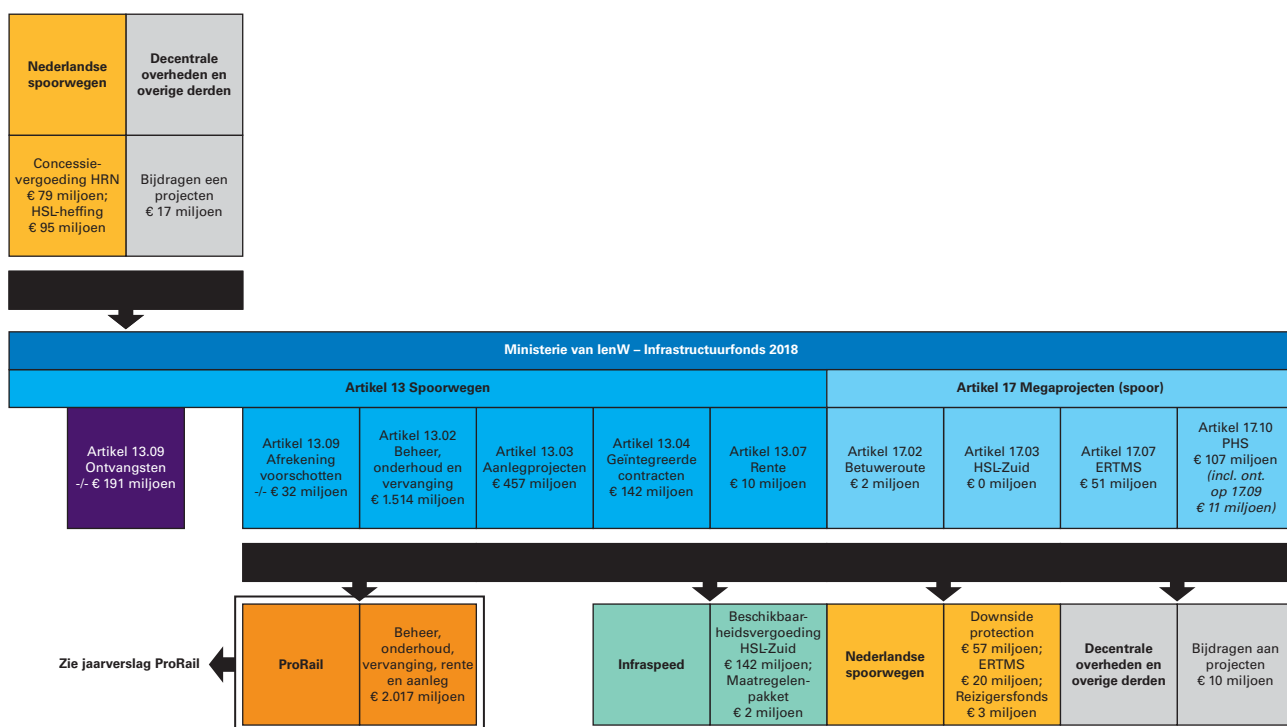 Nederlandse
spoorwegen
Decentrale
overheden en
overige derden
Concessie-
vergoeding HRN
€ 79 miljoen;
HSL-heffing
€ 95 miljoen
Bijdragen een
projecten
€ 17 miljoen
Ministerie van IenW – Infrastructuurfonds 2018
Artikel 13 Spoorwegen
Artikel 17 Megaprojecten (spoor)
Artikel 13.09
Ontvangsten
-/- € 191 miljoen
Artikel 13.09
Afrekening
voorschotten
-/- € 32 miljoen
Artikel 13.02
Beheer,
onderhoud en
vervanging
€ 1.514 miljoen
Artikel 13.03
Aanlegprojecten
€ 457 miljoen
Artikel 13.04
Geïntegreerde
contracten
€ 142 miljoen
Artikel 13.07
Rente
€ 10 miljoen
Artikel 17.02
Betuweroute
€ 2 miljoen
Artikel 17.03
HSL-Zuid
€ 0 miljoen
Artikel 17.07
ERTMS
€ 51 miljoen
Artikel 17.10
PHS
€ 107 miljoen
(incl. ont.
op 17.09
€ 11 miljoen)
Zie jaarverslag ProRail
ProRail
Beheer,
onderhoud,
vervanging, rente
en aanleg
€ 2.017 miljoen
Infraspeed
Beschikbaar-
heidsvergoeding
HSL-Zuid
€ 142 miljoen;
Maatregelen-
pakket
€ 2 miljoen
Nederlandse
spoorwegen
Downside
protection
€ 57 miljoen;
ERTMS
€ 20 miljoen;
Reizigersfonds
€ 3 miljoen
Decentrale
overheden en
overige derden
Bijdragen aan
projecten
€ 10 miljoen